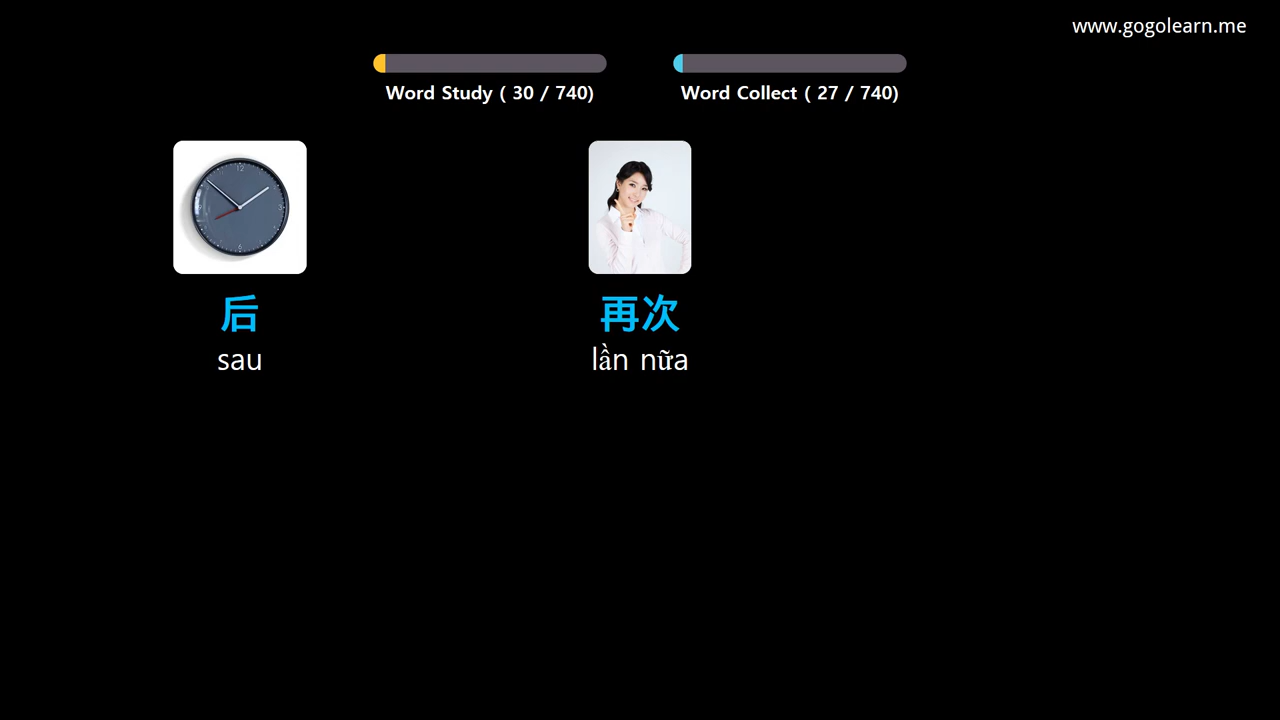 www.gogolearn.me
Word Study ( 30 / 740)
Word Collect ( 27 / 740)
后
sau
再次
lần nữa